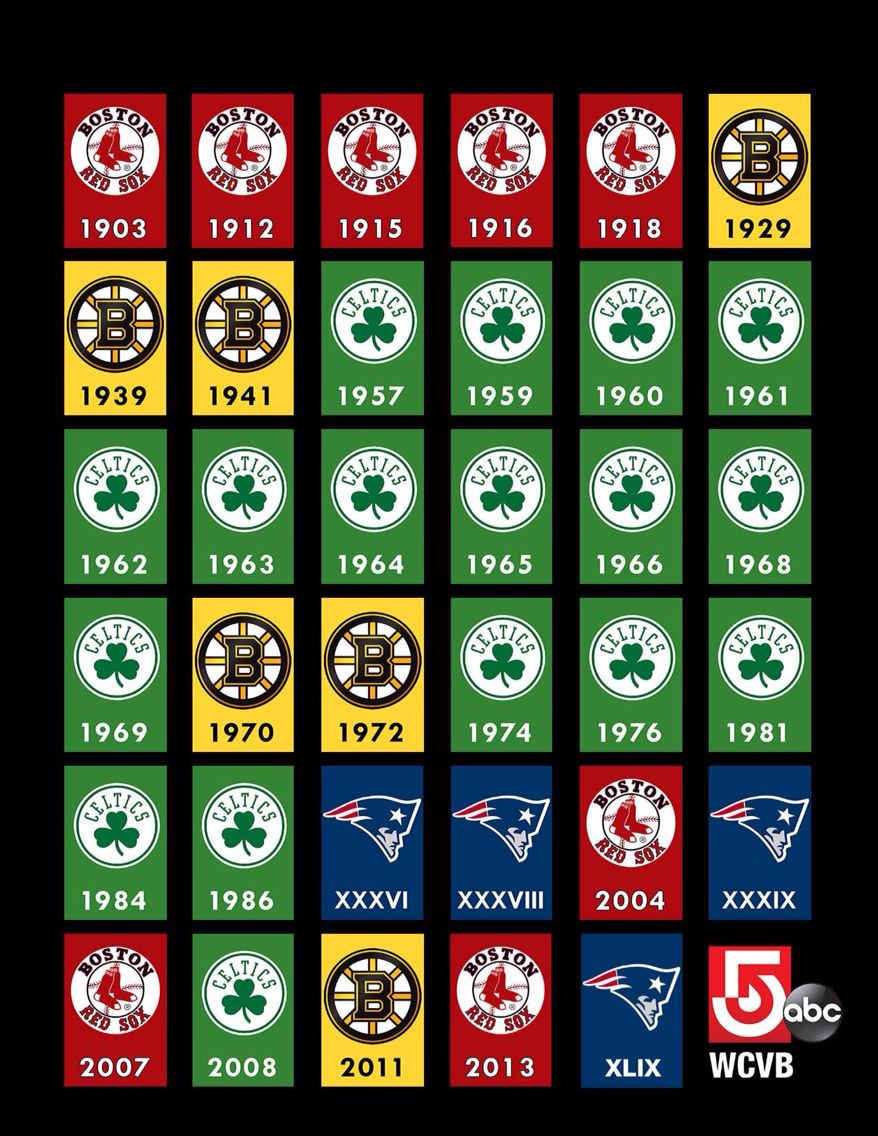 BOSTON RED SOX ® 1903
BOSTON RED SOX ® 1912
BOSTON RED SOX ® 1915
BOSTON RED SOX ® 1916
BOSTON RED SOX ® 1918
B 1929
B 1939
B 1941
CELTICS 1957
CELTICS 1959
CELTICS 1960
CELTICS 1961
CELTICS 1962
CELTICS 1963
CELTICS 1964
CELTICS 1965
CELTICS 1966
CELTICS 1968
CELTICS 1969
B 1970
B 1972
CELTICS 1974
CELTICS 1976
CELTICS 1981
CELTICS 1984
CELTICS 1986
XXXVI
XXXVIII
BOSTON RED SOX ® 2004
XXXIX
BOSTON RED SOX ® 2007
CELTICS 2008
B 2011
BOSTON RED SOX ® 2013
XLIX
5 abc
WCVB